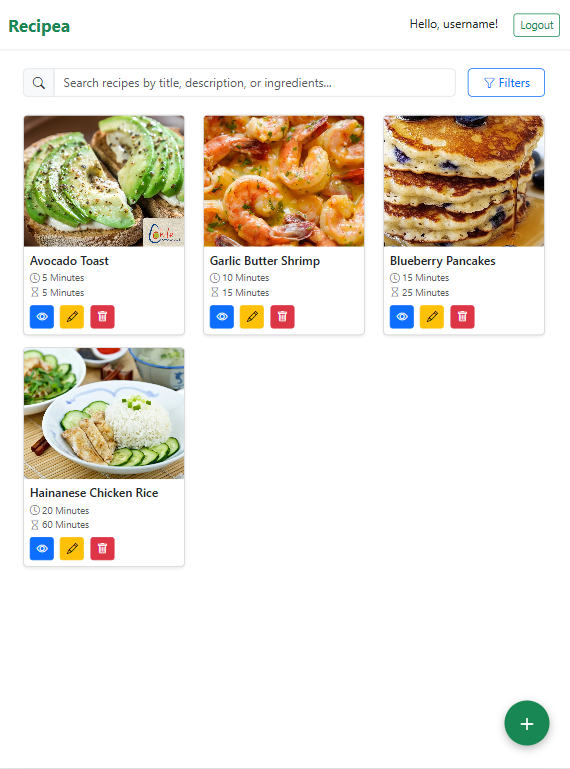 Recipea
Hello, username!
Logout
Search recipes by title, description, or ingredients...
Filters
Avocado Toast
5 Minutes
5 Minutes
Garlic Butter Shrimp
10 Minutes
15 Minutes
Blueberry Pancakes
15 Minutes
25 Minutes
Hainanese Chicken Rice
20 Minutes
60 Minutes
+